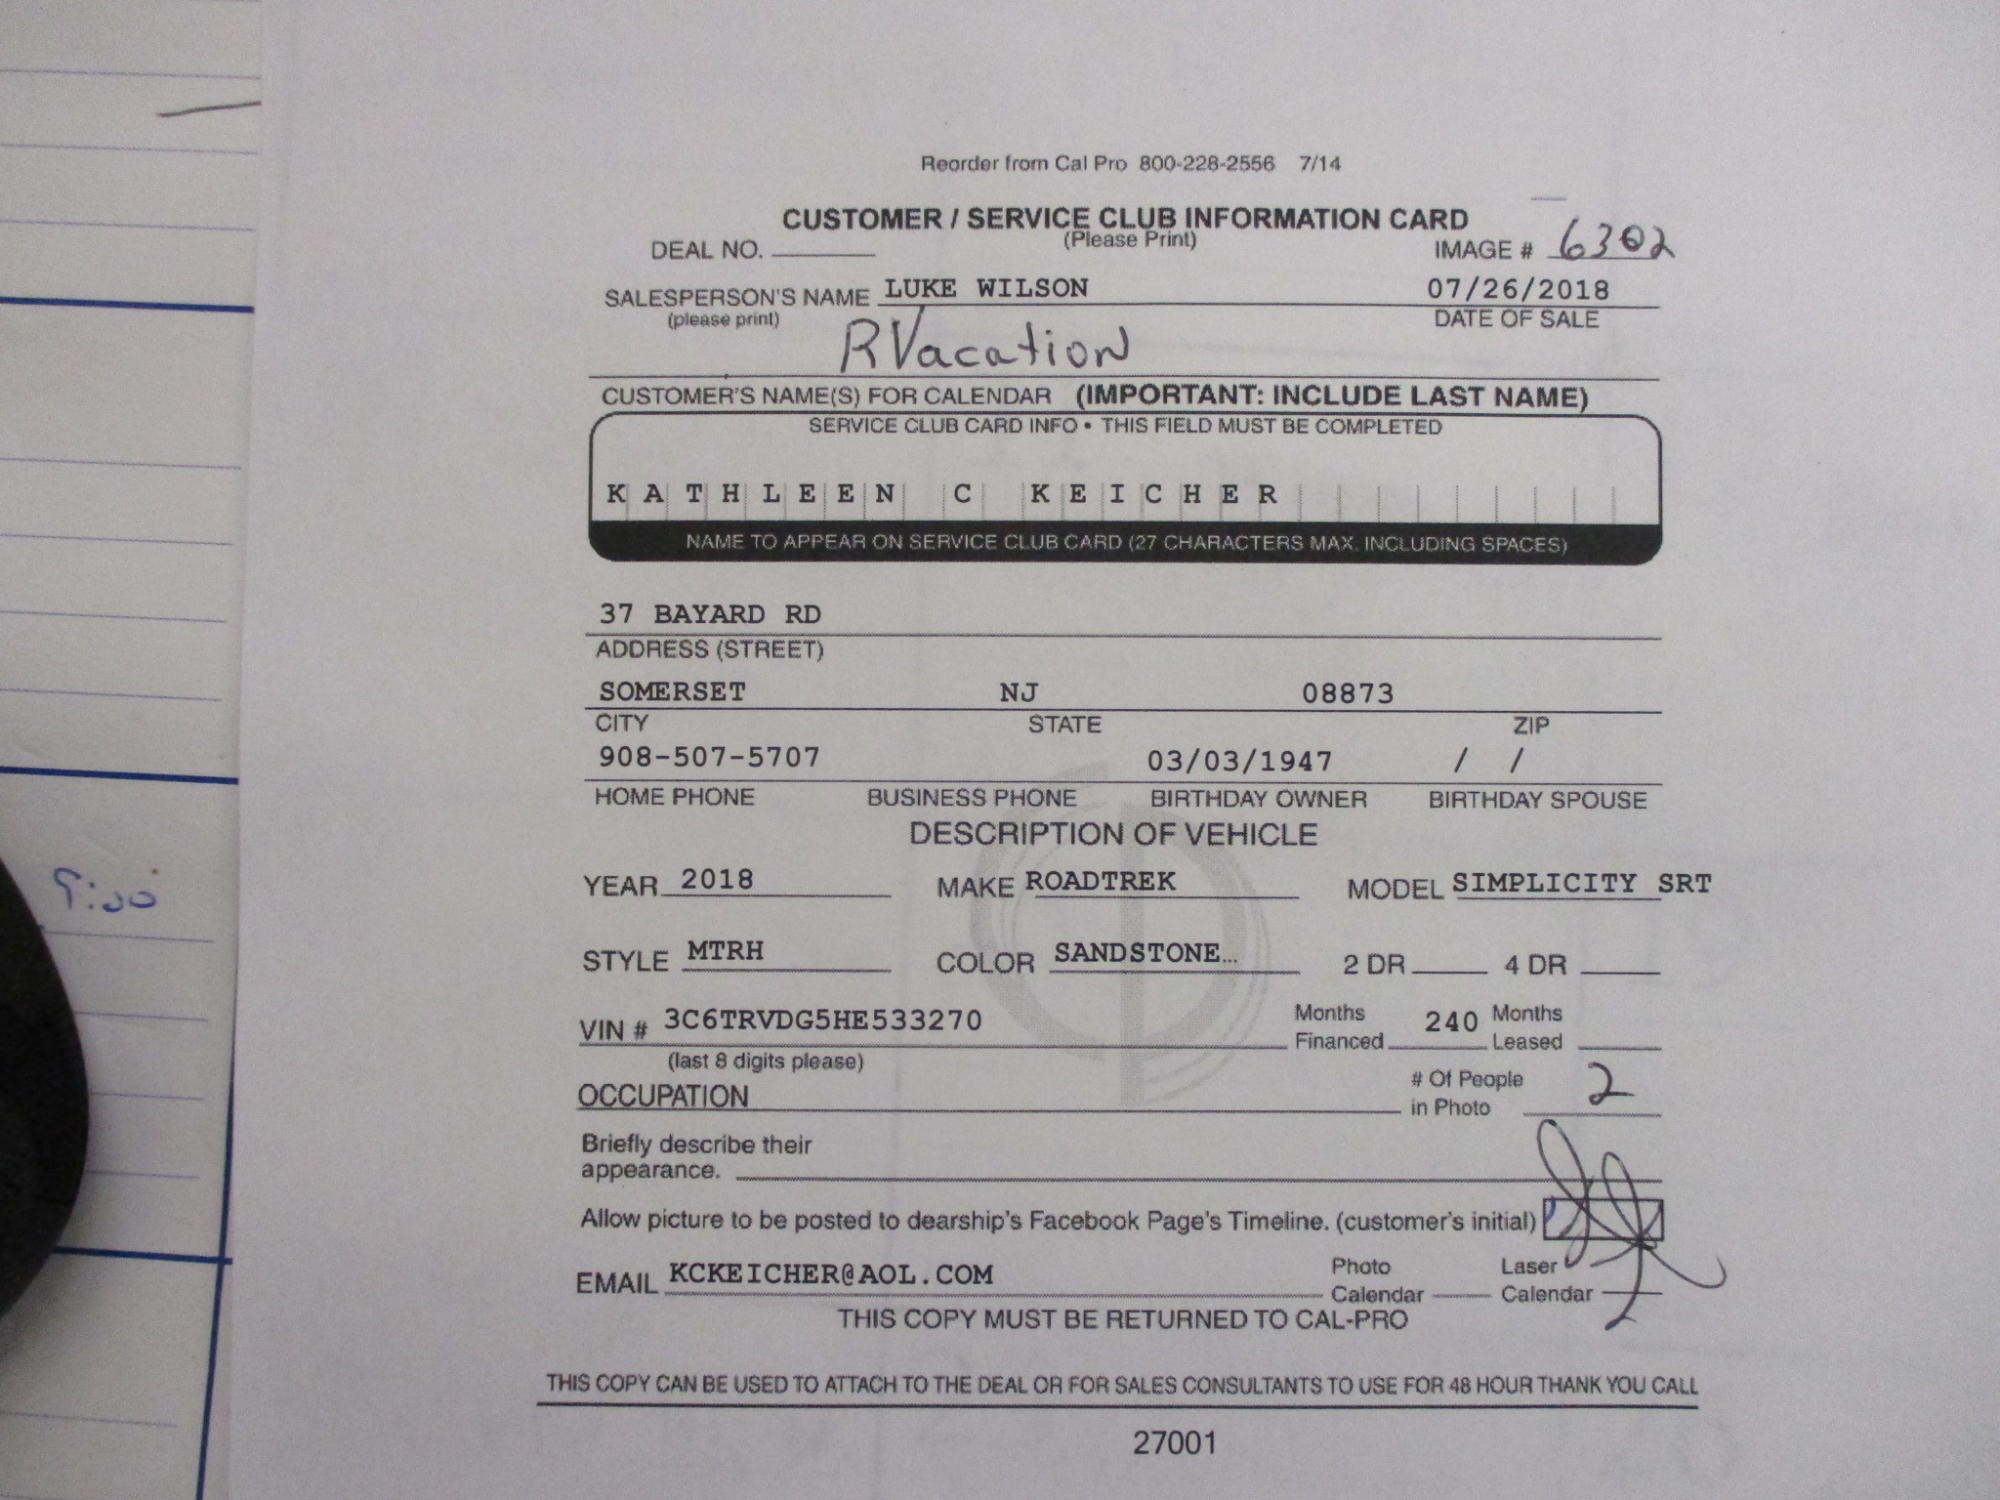 Reorder from Cal Pro 800-228-2556 7/14
CUSTOMER / SERVICE CLUB INFORMATION CARD
(Please Print)
DEAL NO.
IMAGE # 6302
SALESPERSON'S NAME LUKE WILSON 07/26/2018
(please print) DATE OF SALE
RVacation
CUSTOMER'S NAME(S) FOR CALENDAR (IMPORTANT: INCLUDE LAST NAME)
SERVICE CLUB CARD INFO • THIS FIELD MUST BE COMPLETED
KATHLEEN C KEICHER
NAME TO APPEAR ON SERVICE CLUB CARD (27 CHARACTERS MAX. INCLUDING SPACES)
37 BAYARD RD
ADDRESS (STREET)
SOMERSET NJ 08873
CITY STATE ZIP
908-507-5707 03/03/1947 / /
HOME PHONE BUSINESS PHONE BIRTHDAY OWNER BIRTHDAY SPOUSE
DESCRIPTION OF VEHICLE
YEAR 2018 MAKE ROADTREK MODEL SIMPLICITY SRT
STYLE MTRH COLOR SANDSTONE… 2 DR 4 DR
VIN # 3C6TRVDG5HE533270 Months Financed 240 Months Leased
(last 8 digits please)
OCCUPATION # Of People in Photo 2
Briefly describe their
appearance.
Allow picture to be posted to dearship's Facebook Page's Timeline. (customer's initial)
EMAIL KCKEICHER@AOL.COM Photo Calendar Laser Calendar
THIS COPY MUST BE RETURNED TO CAL-PRO
THIS COPY CAN BE USED TO ATTACH TO THE DEAL OR FOR SALES CONSULTANTS TO USE FOR 48 HOUR THANK YOU CALL
27001